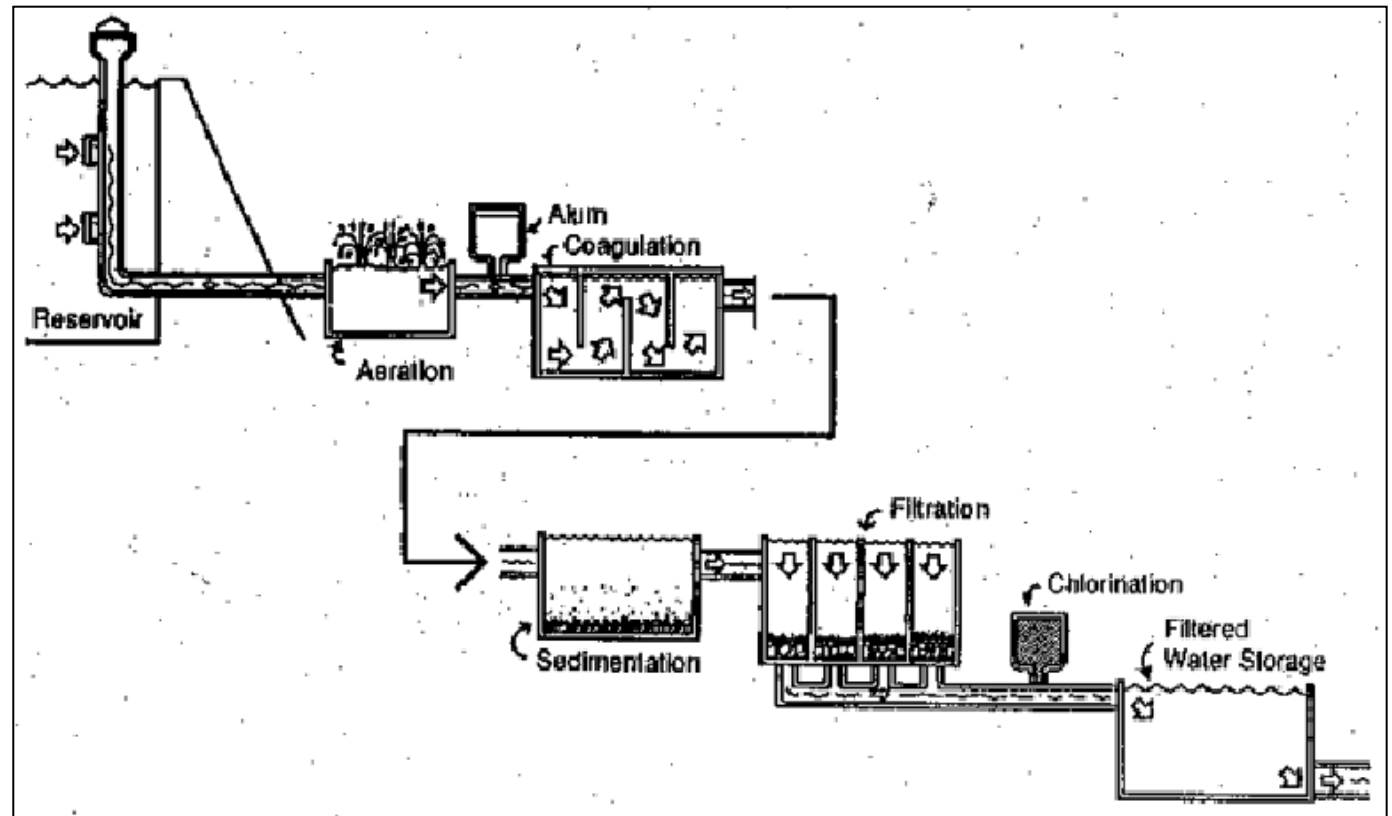 Alum
Coagulation
Reservoir
Aeration
Filtration
Chlorination
Sedimentation
Filtered
Water Storage